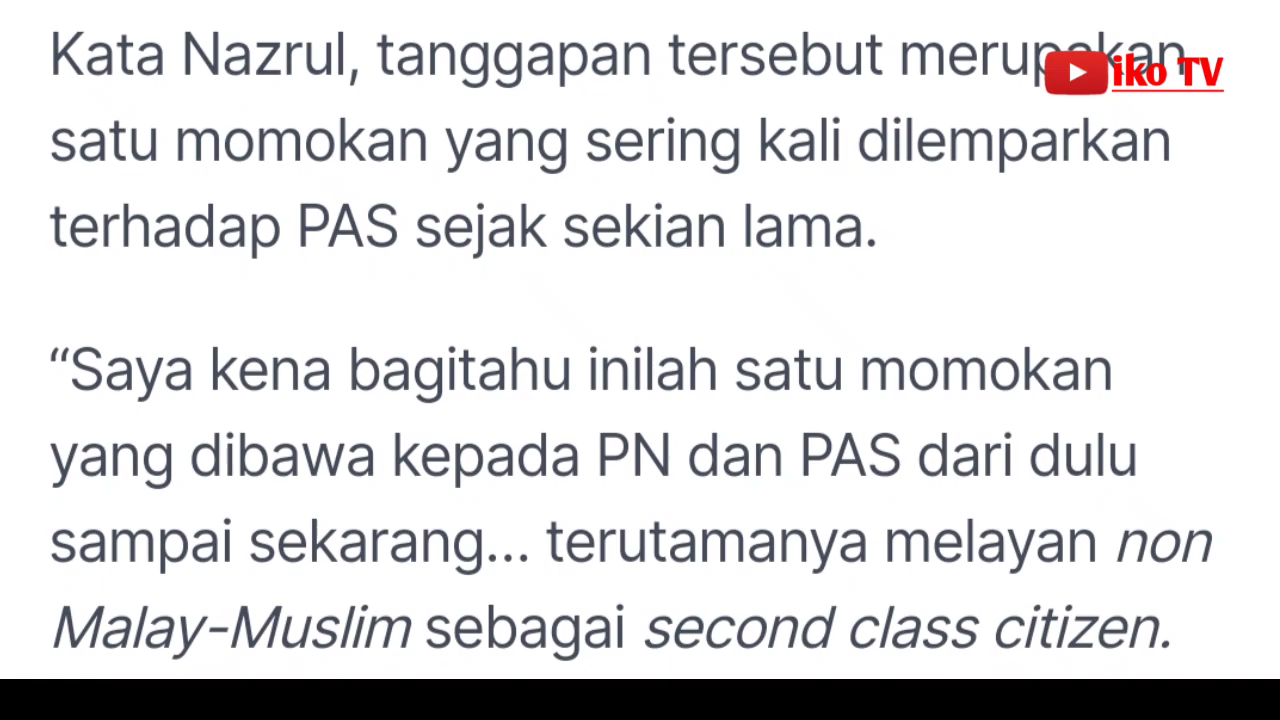 Kata Nazrul, tanggapan tersebut merupakan
iko TV
satu momokan yang sering kali dilemparkan
terhadap PAS sejak sekian lama.
“Saya kena bagitahu inilah satu momokan
yang dibawa kepada PN dan PAS dari dulu
sampai sekarang... terutamanya melayan non
Malay-Muslim sebagai second class citizen.